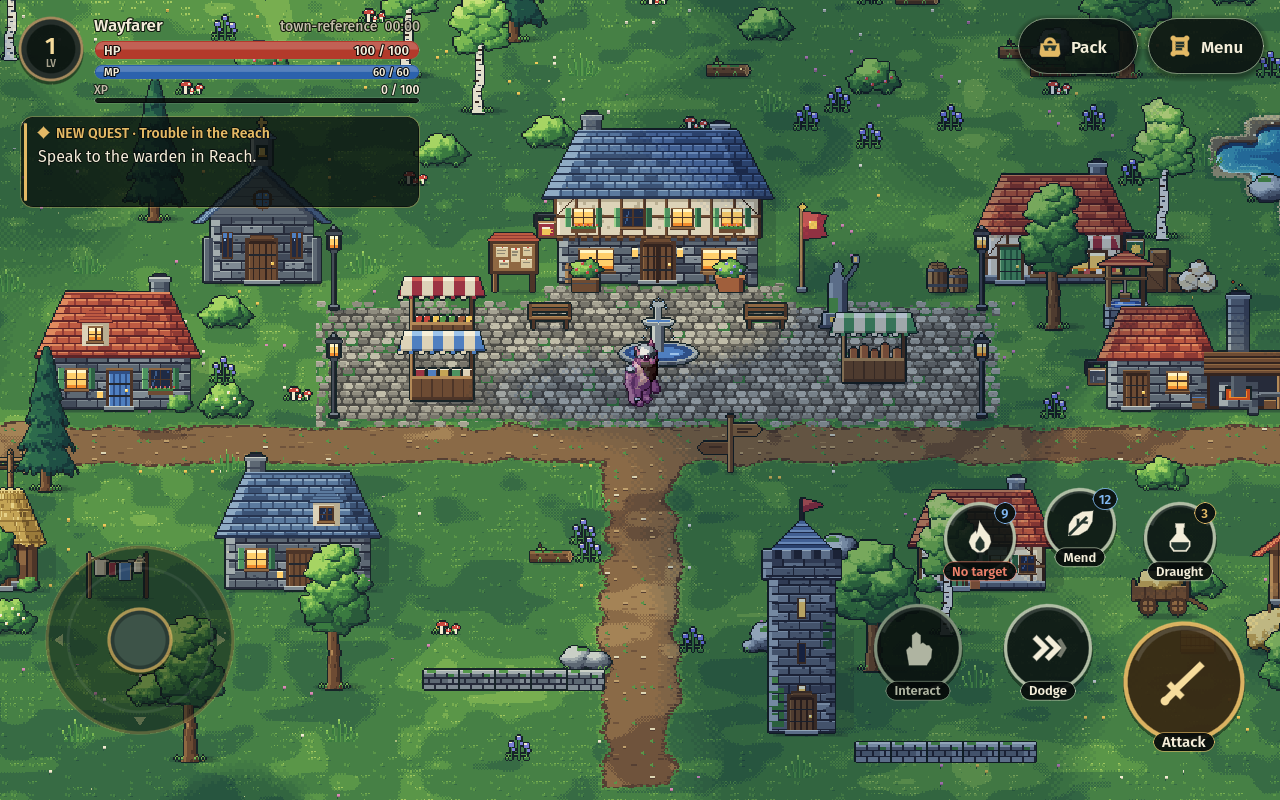 1
LV
Wayfarer
town-reference 00:00
HP
100 / 100
MP
60 / 60
XP
0 / 100
NEW QUEST · Trouble in the Reach
Speak to the warden in Reach.
Pack
Menu
9
No target
12
Mend
3
Draught
Interact
Dodge
Attack